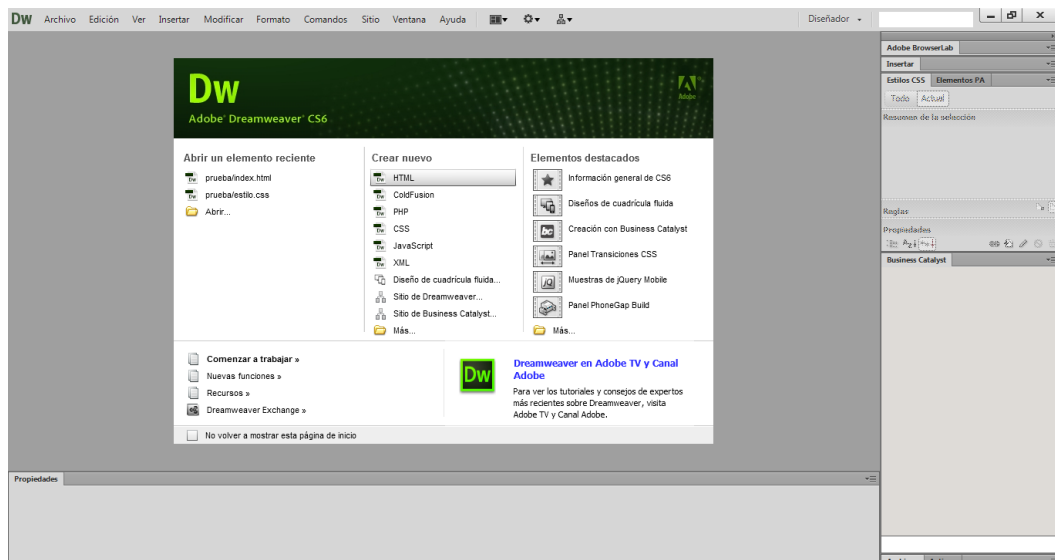 DW Archivo Edición Ver Insertar Modificar Formato Comandos Sitio Ventana Ayuda Diseñador
Adobe BrowserLab
Insertar
Estilos CSS Elementos PA
Todo Actual
Resumen de la selección
Reglas
Propiedades
Business Catalyst
Dw
Adobe
Adobe® Dreamweaver® CS6
Abrir un elemento reciente
prueba/index.html
prueba/estilo.css
Abrir...
Crear nuevo
HTML
ColdFusion
PHP
CSS
JavaScript
XML
Diseño de cuadrícula fluida...
Sitio de Dreamweaver...
Sitio de Business Catalyst...
Más...
Elementos destacados
Información general de CS6
Diseños de cuadrícula fluida
bc Creación con Business Catalyst
Panel Transiciones CSS
Muestras de jQuery Mobile
Panel PhoneGap Build
Más...
Comenzar a trabajar »
Nuevas funciones »
Recursos »
Dreamweaver Exchange »
Dw
Dreamweaver en Adobe TV y Canal
Adobe
Para ver los tutoriales y consejos de expertos
más recientes sobre Dreamweaver, visita
Adobe TV y Canal Adobe.
No volver a mostrar esta página de inicio
Propiedades